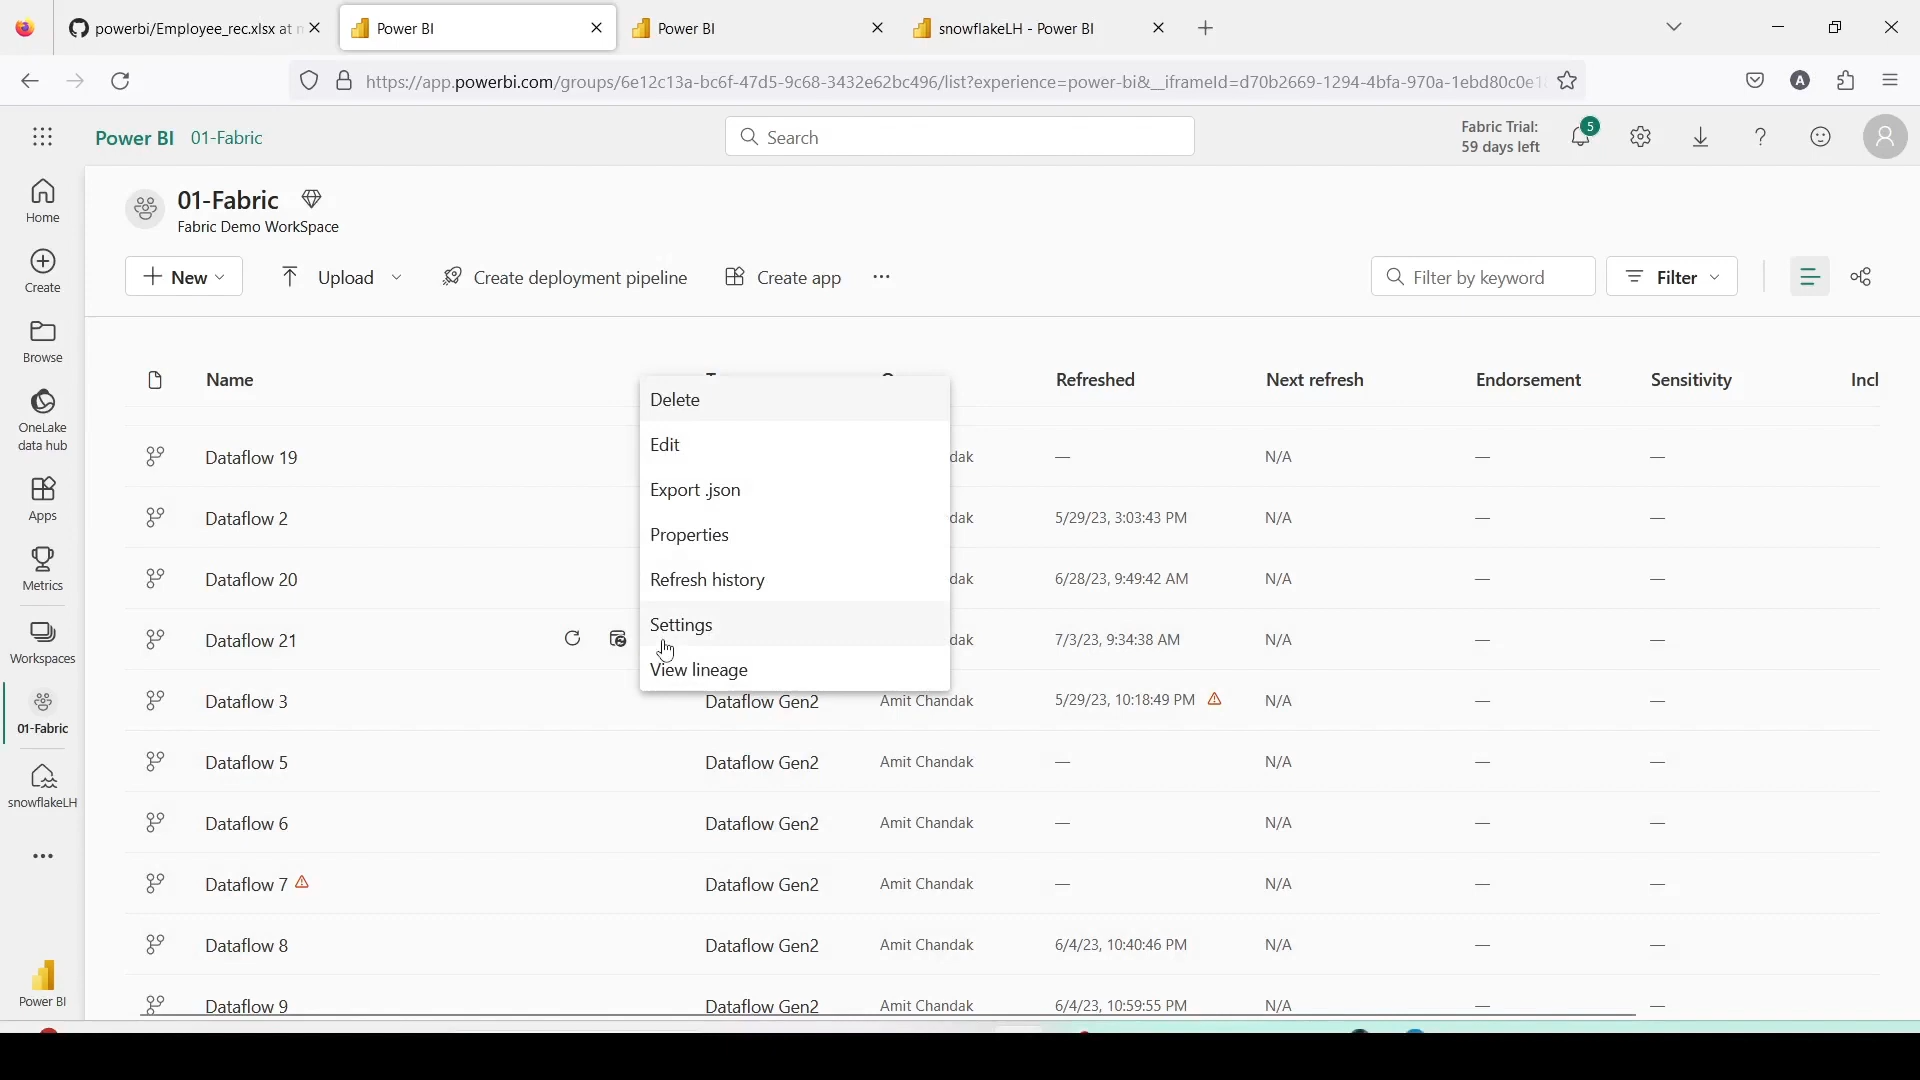 powerbi/Employee_rec.xlsx at
Power BI
Power BI
snowflakeLH - Power BI
https://app.powerbi.com/groups/6e12c13a-bc6f-47d5-9c68-3432e62bc496/list?experience=power-bi&__iframeId=d70b2669-1294-4bfa-970a-1ebd80c0e1
Power BI 01-Fabric
Search
Fabric Trial:
59 days left
5
Home
Create
Browse
OneLake
data hub
Apps
Metrics
Workspaces
01-Fabric
snowflakeLH
Power BI
01-Fabric
Fabric Demo WorkSpace
New
Upload
Create deployment pipeline
Create app
Filter by keyword
Filter
Name Refreshed Next refresh Endorsement Sensitivity Incl
Dataflow 19 dak — N/A — —
Dataflow 2 dak 5/29/23, 3:03:43 PM N/A — —
Dataflow 20 dak 6/28/23, 9:49:42 AM N/A — —
Dataflow 21 dak 7/3/23, 9:34:38 AM N/A — —
Dataflow 3 Dataflow Gen2 Amit Chandak 5/29/23, 10:18:49 PM N/A — —
Dataflow 5 Dataflow Gen2 Amit Chandak — N/A — —
Dataflow 6 Dataflow Gen2 Amit Chandak — N/A — —
Dataflow 7 Dataflow Gen2 Amit Chandak — N/A — —
Dataflow 8 Dataflow Gen2 Amit Chandak 6/4/23, 10:40:46 PM N/A — —
Dataflow 9 Dataflow Gen2 Amit Chandak 6/4/23, 10:59:55 PM N/A — —
Delete
Edit
Export .json
Properties
Refresh history
Settings
View lineage